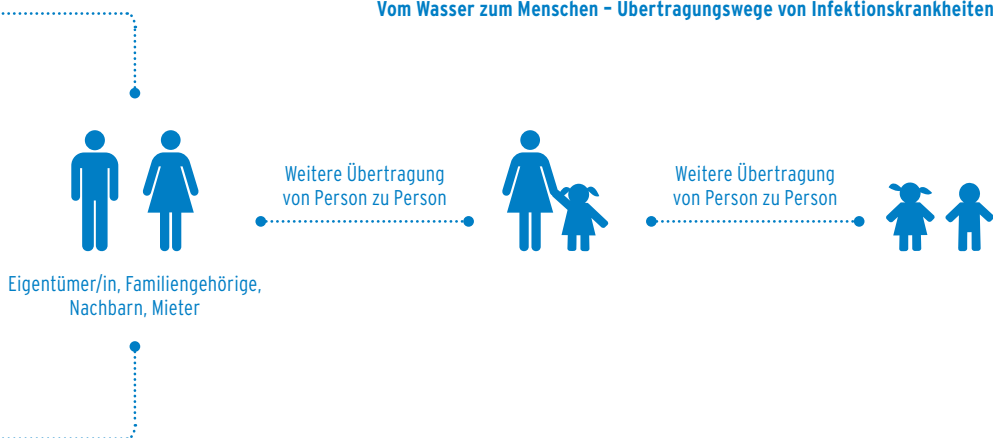 Vom Wasser zum Menschen – Übertragungswege von Infektionskrankheiten
Weitere Übertragung
von Person zu Person
Weitere Übertragung
von Person zu Person
Eigentümer/in, Familiengehörige,
Nachbarn, Mieter